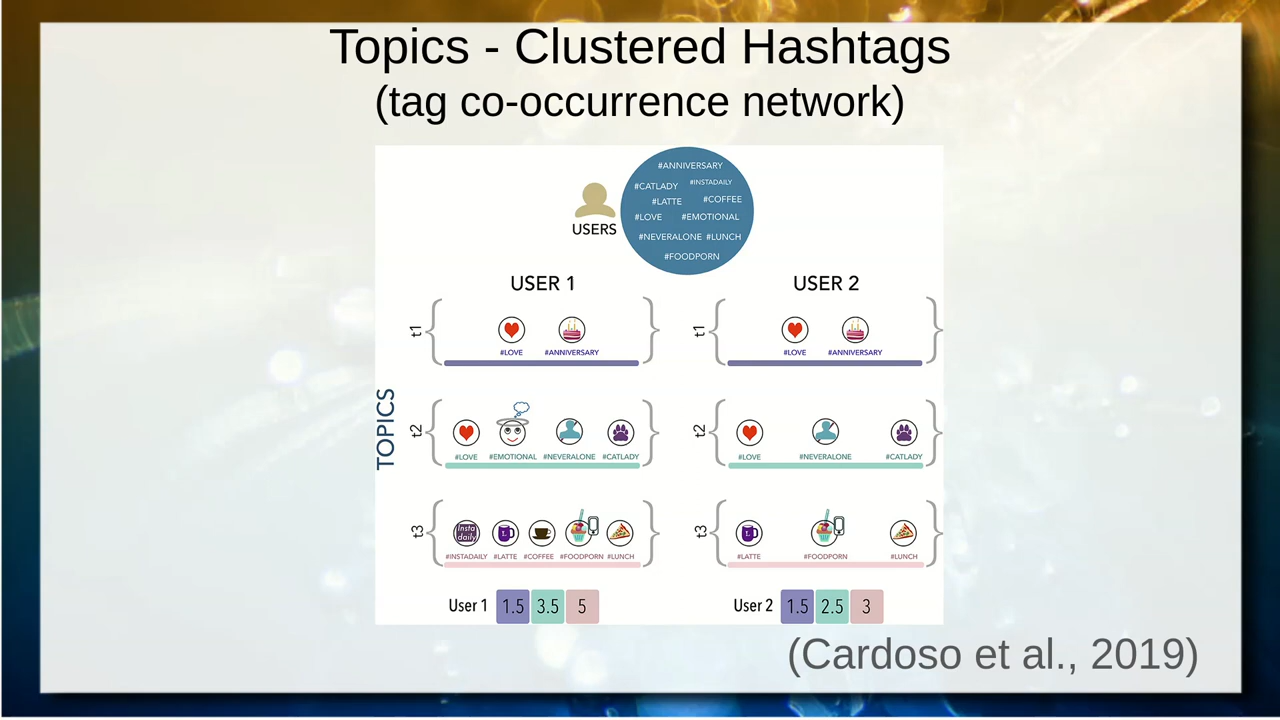 Topics - Clustered Hashtags
(tag co-occurrence network)
#ANNIVERSARY
#CATLADY #INSTADAILY
#LATTE #COFFEE
#LOVE #EMOTIONAL
#NEVERALONE #LUNCH
#FOODPORN
USERS
USER 1 USER 2
TOPICS
t1 #LOVE #ANNIVERSARY
t1 #LOVE #ANNIVERSARY
t2 #LOVE #EMOTIONAL #NEVERALONE #CATLADY
t2 #LOVE #NEVERALONE #CATLADY
Insta
daily
t3 #INSTADAILY #LATTE #COFFEE #FOODPORN #LUNCH
t3 #LATTE #FOODPORN #LUNCH
User 1 1.5 3.5 5
User 2 1.5 2.5 3
(Cardoso et al., 2019)